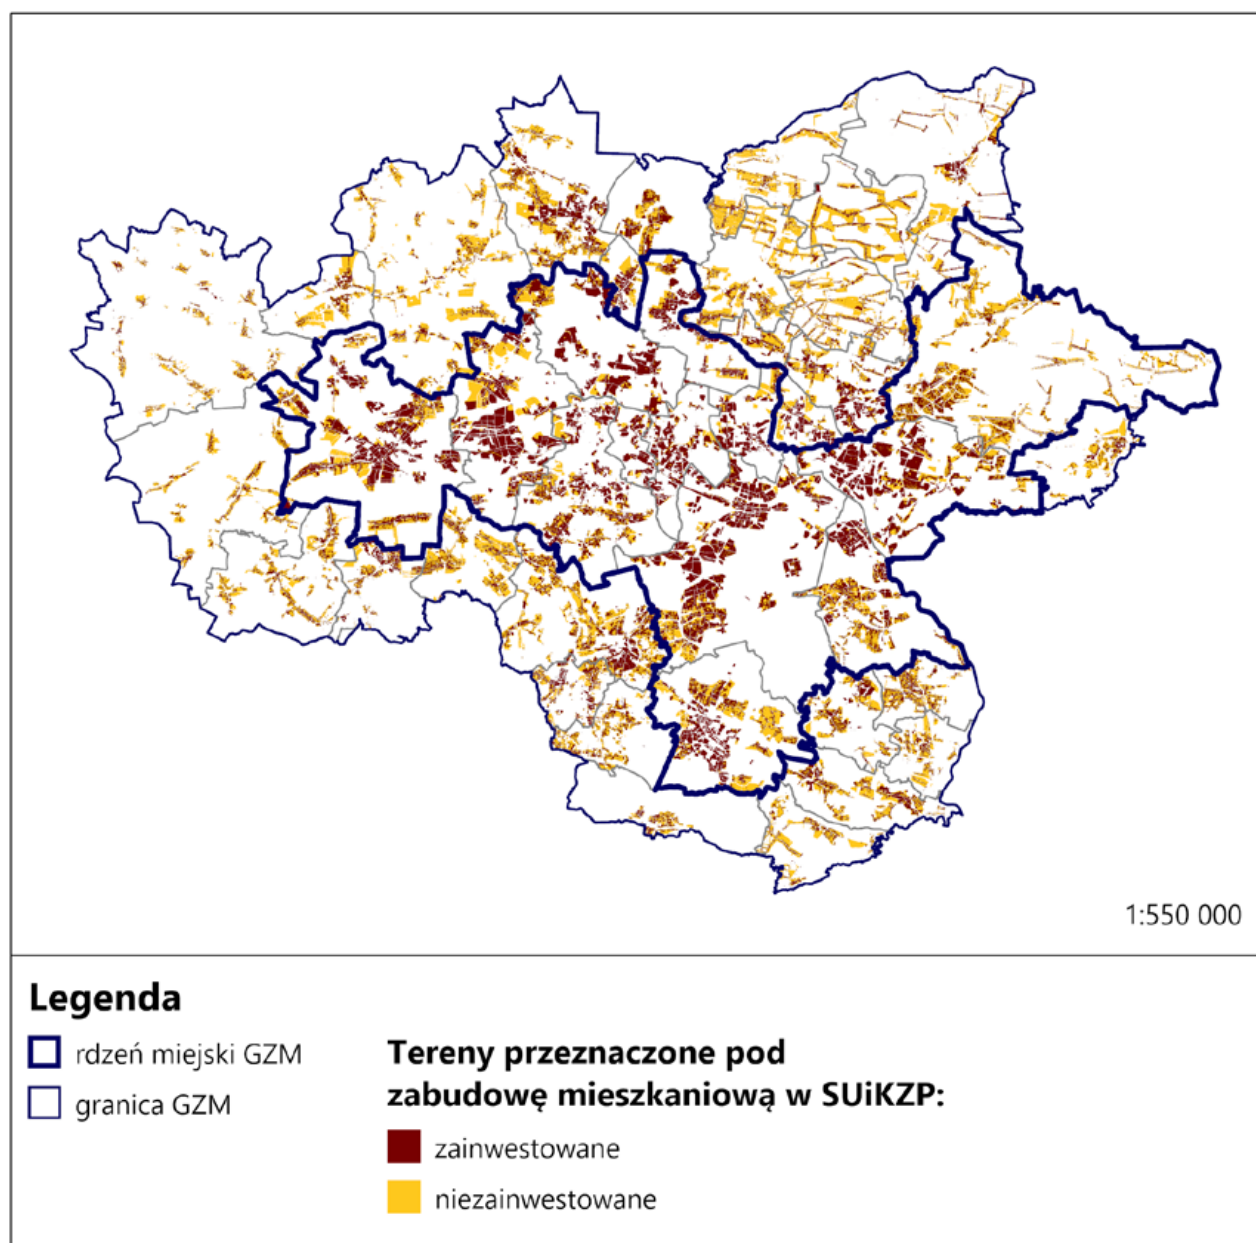 1:550 000
Legenda
rdzeń miejski GZM
granica GZM
Tereny przeznaczone pod
zabudowę mieszkaniową w SUiKZP:
zainwestowane
niezainwestowane